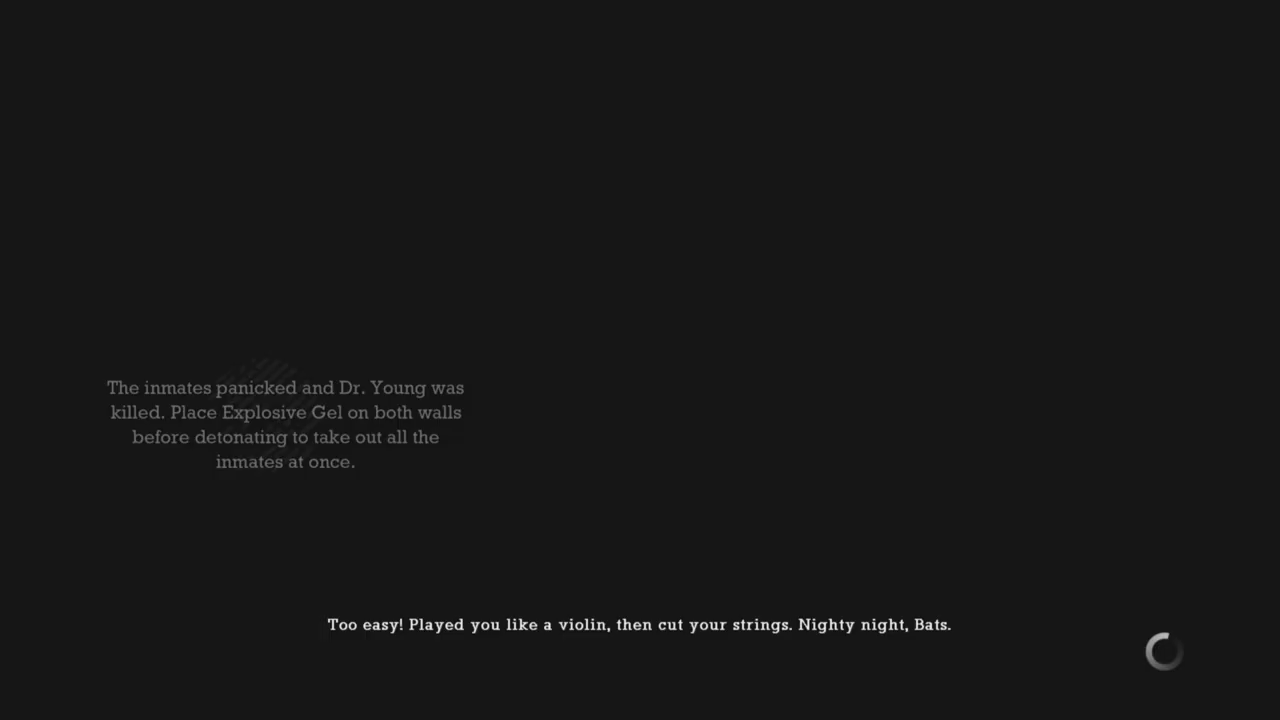 The inmates panicked and Dr. Young was
killed. Place Explosive Gel on both walls
before detonating to take out all the
inmates at once.
Too easy! Played you like a violin, then cut your strings. Nighty night, Bats.